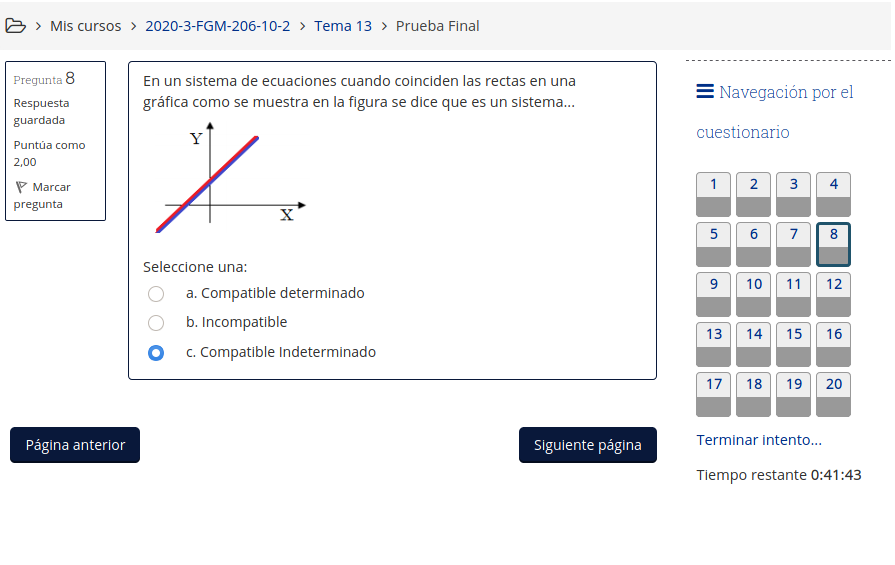 Mis cursos > 2020-3-FGM-206-10-2 > Tema 13 > Prueba Final
Pregunta 8
Respuesta
guardada
Puntúa como
2,00
Marcar
pregunta
En un sistema de ecuaciones cuando coinciden las rectas en una
gráfica como se muestra en la figura se dice que es un sistema...
Y
X
Seleccione una:
a. Compatible determinado
b. Incompatible
c. Compatible Indeterminado
Página anterior
Siguiente página
Navegación por el
cuestionario
1 2 3 4
5 6 7 8
9 10 11 12
13 14 15 16
17 18 19 20
Terminar intento...
Tiempo restante 0:41:43